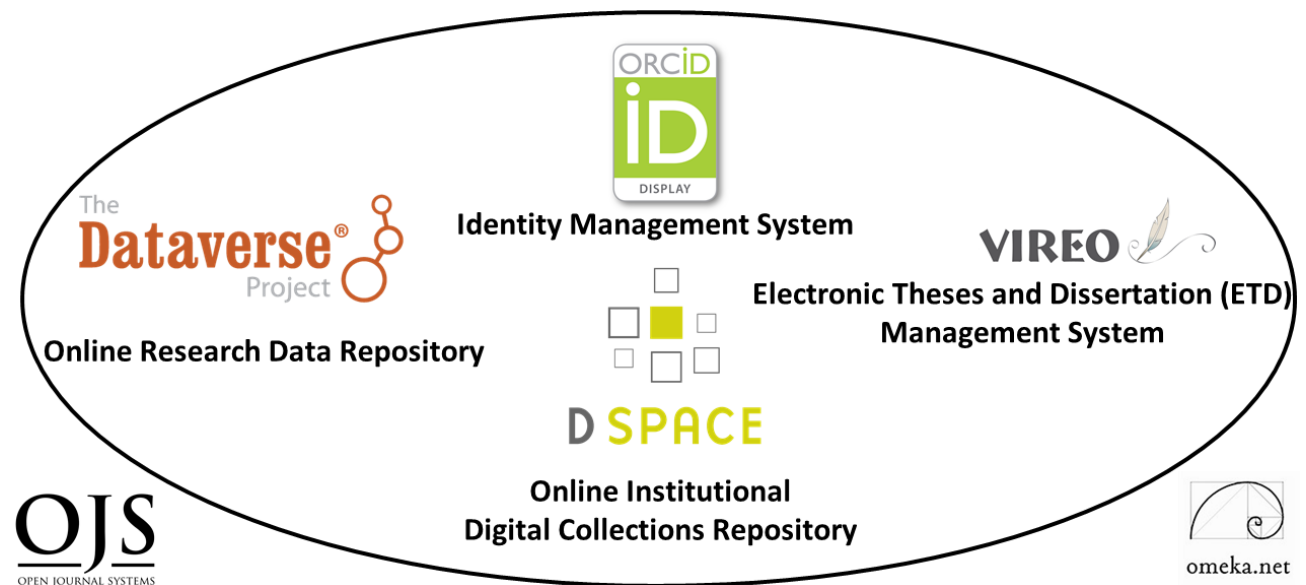 ORCiD
iD
DISPLAY
Identity Management System
The
Dataverse®
Project
Online Research Data Repository
VIREO
Electronic Theses and Dissertation (ETD)
Management System
D SPACE
Online Institutional
Digital Collections Repository
OJS
OPEN JOURNAL SYSTEMS
omeka.net